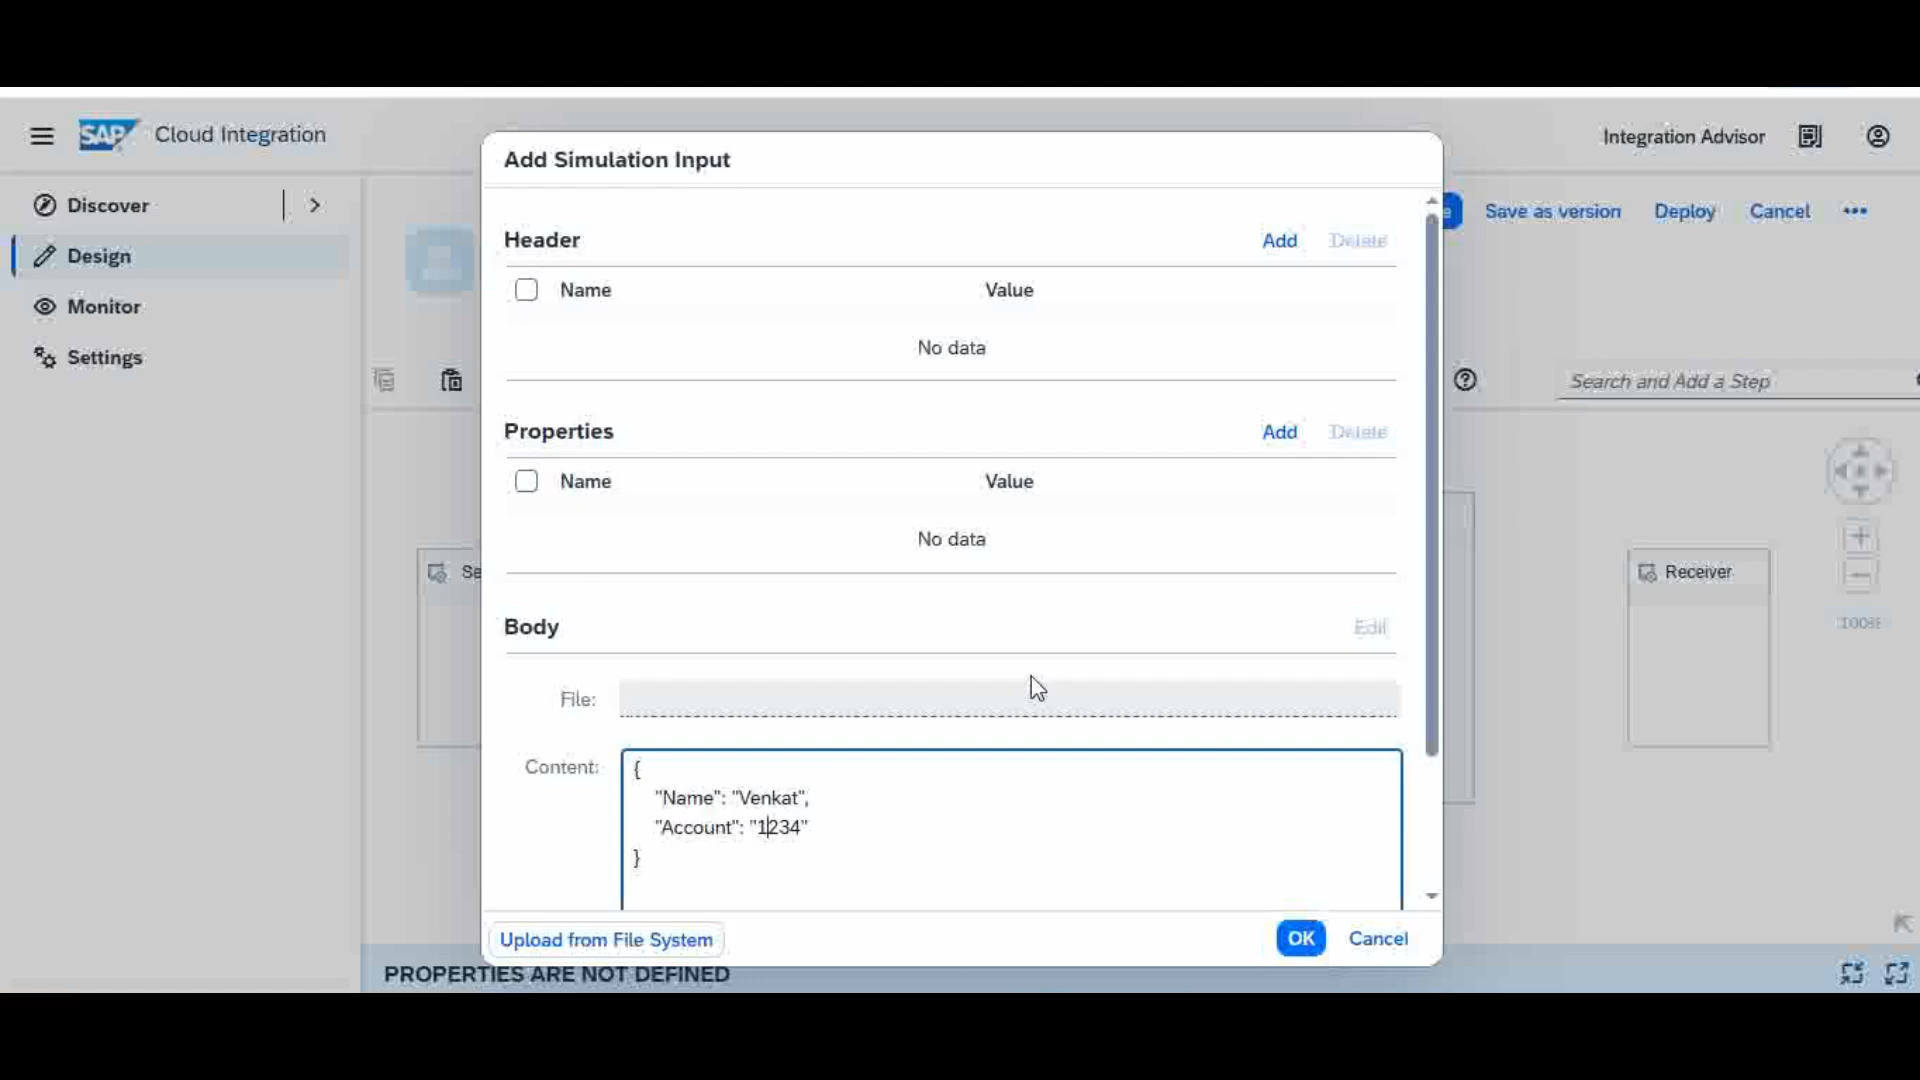 SAP Cloud Integration
Integration Advisor
Discover
Design
Monitor
Settings
Save as version Deploy Cancel
Search and Add a Step
Add Simulation Input
Header Add Delete
Name Value
No data
Properties Add Delete
Name Value
No data
Body Edit
File:
Content:
{
"Name": "Venkat",
"Account": "1234"
}
Upload from File System OK Cancel
Receiver
PROPERTIES ARE NOT DEFINED